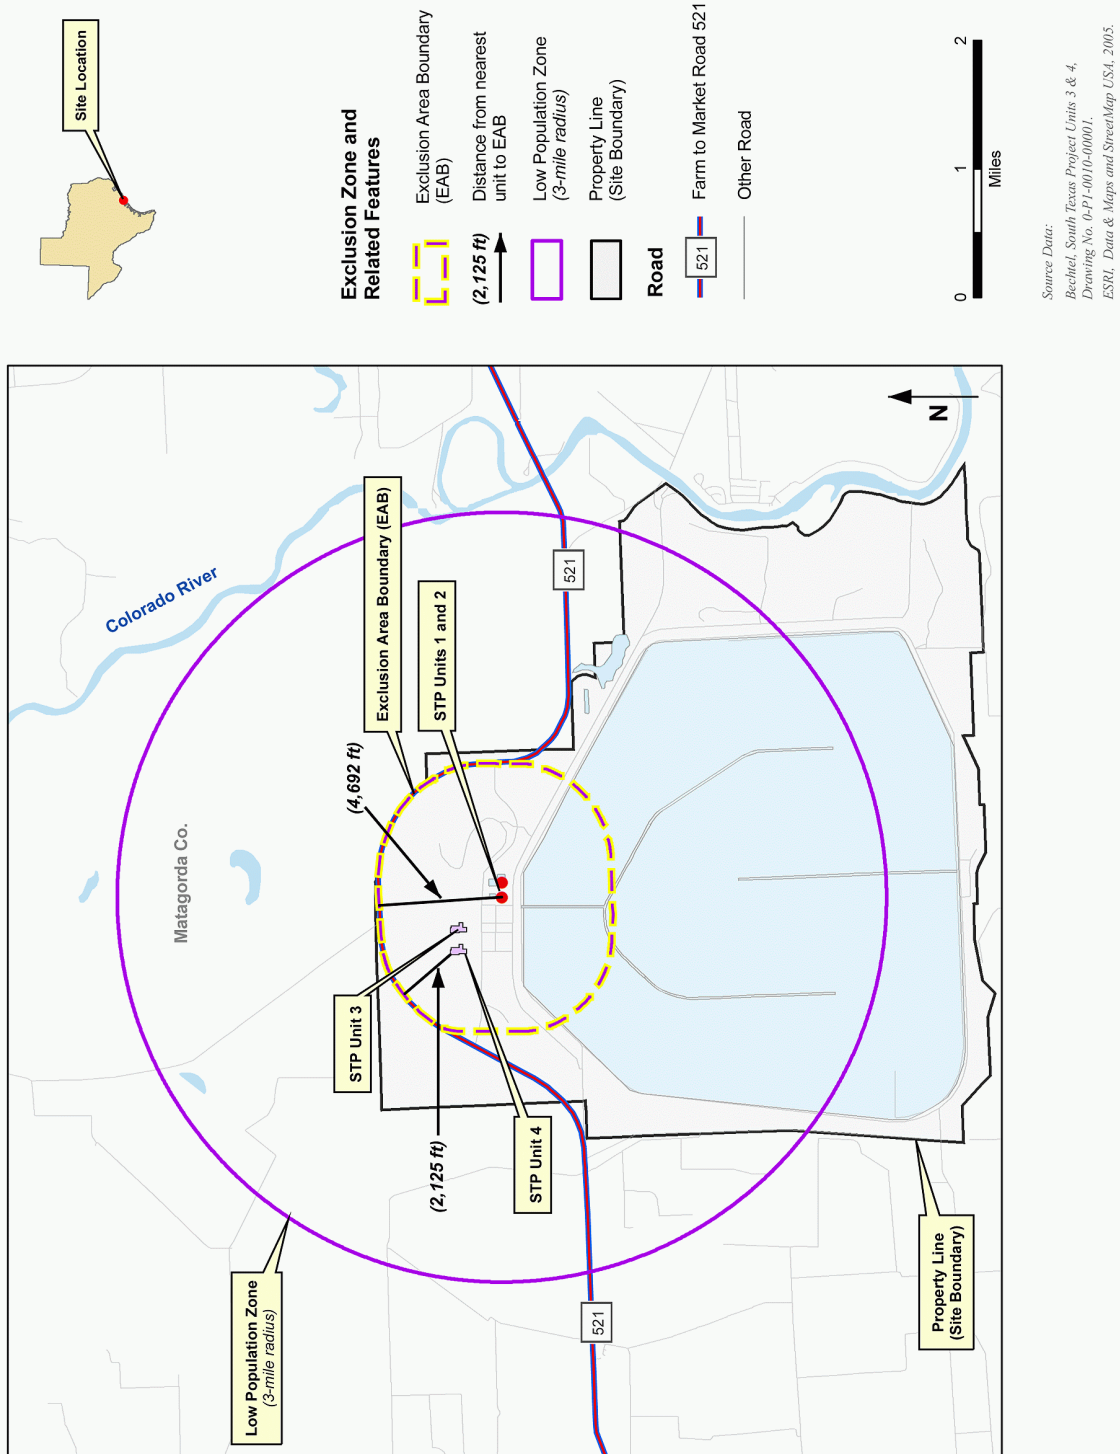 Site Location
Exclusion Zone and
Related Features
Exclusion Area Boundary
(EAB)
(2,125 ft)
Distance from nearest
unit to EAB
Low Population Zone
(3-mile radius)
Property Line
(Site Boundary)
Road
521
Farm to Market Road 521
Other Road
0
1
2
Miles
Source Data:
Bechtel, South Texas Project Units 3 & 4,
Drawing No. 0-P1-0010-00001.
ESRI, Data & Maps and StreetMap USA, 2005.
Colorado River
Matagorda Co.
Exclusion Area Boundary (EAB)
STP Units 1 and 2
(4,692 ft)
521
STP Unit 3
(2,125 ft)
STP Unit 4
Low Population Zone
(3-mile radius)
521
Property Line
(Site Boundary)
N